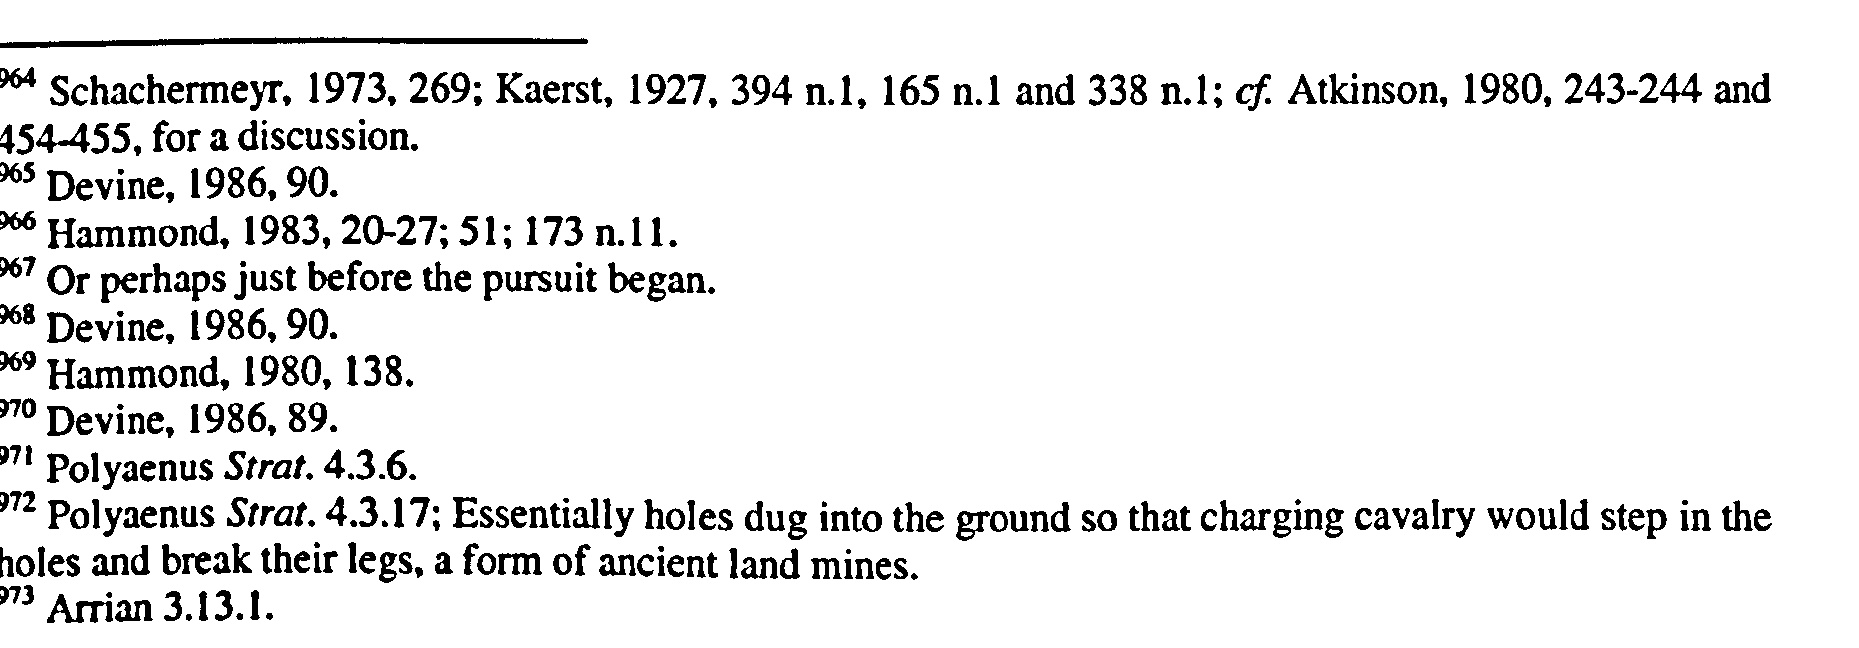 964 Schachermeyr, 1973, 269; Kaerst, 1927, 394 n.1, 165 n.1 and 338 n.1; cf. Atkinson, 1980, 243-244 and
454-455, for a discussion.
965 Devine, 1986, 90.
966 Hammond, 1983, 20-27; 51; 173 n.11.
967 Or perhaps just before the pursuit began.
968 Devine, 1986, 90.
969 Hammond, 1980, 138.
970 Devine, 1986, 89.
971 Polyaenus Strat. 4.3.6.
972 Polyaenus Strat. 4.3.17; Essentially holes dug into the ground so that charging cavalry would step in the
holes and break their legs, a form of ancient land mines.
973 Arrian 3.13.1.